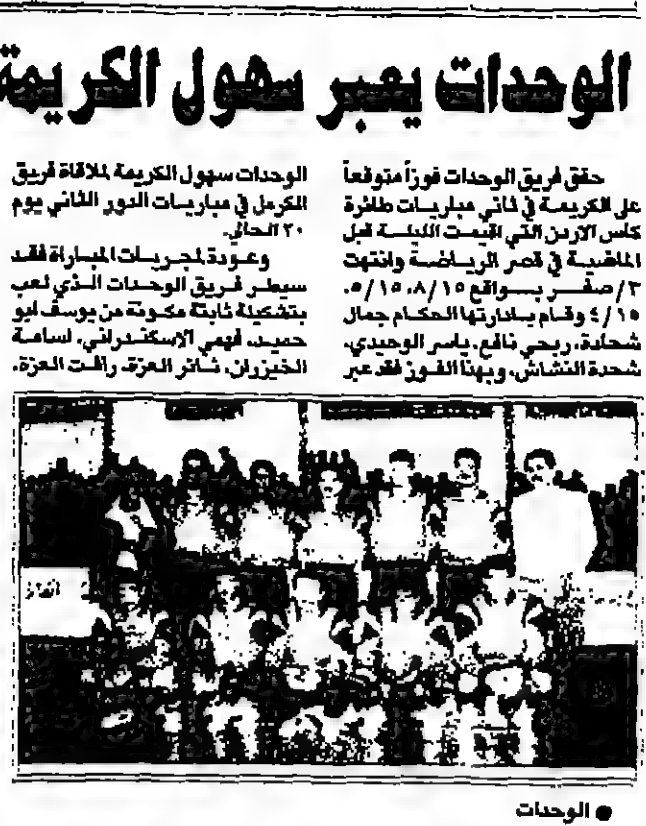 الوحدات يعبر سهول الكريمة
حقق فريق الوحدات فوزاً متوقعاً
على الكريمة في ثاني مباريات طائرة
كاس الاردن التي اقيمت الليلة قبل
الماضية في قصر الرياضة وانتهت
٣/صفر بواقع ٨/١٥، ٥/١٥،
٤/١٥ وقام بادارتها الحكام جمال
شحادة، ربحي نافع، ياسر الوحيدي،
شحدة النشاش، وبهذا الفوز فقد عبر
الوحدات سهول الكريمة لملاقاة فريق
الكرمل في مباريات الدور الثاني يوم
٢٠ الحالي.
وعودة لمجريات المباراة فقد
سيطر فريق الوحدات الذي لعب
بتشكيلة ثابتة مكونة من يوسف ابو
حميد، فهمي الاسكندراني، اسامة
الخيزران، ثائر العزة، رافت العزة،
● الوحدات